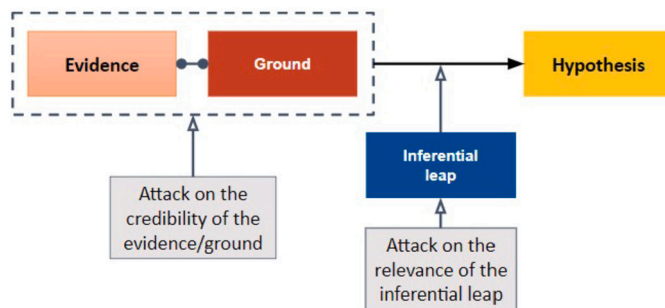 Evidence
Ground
Hypothesis
Inferential
leap
Attack on the
credibility of the
evidence/ground
Attack on the
relevance of the
inferential leap